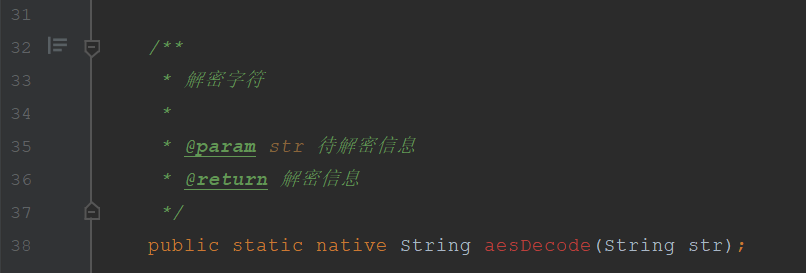 31
32 /**
33 * 解密字符
34 *
35 * @param str 待解密信息
36 * @return 解密信息
37 */
38 public static native String aesDecode(String str);